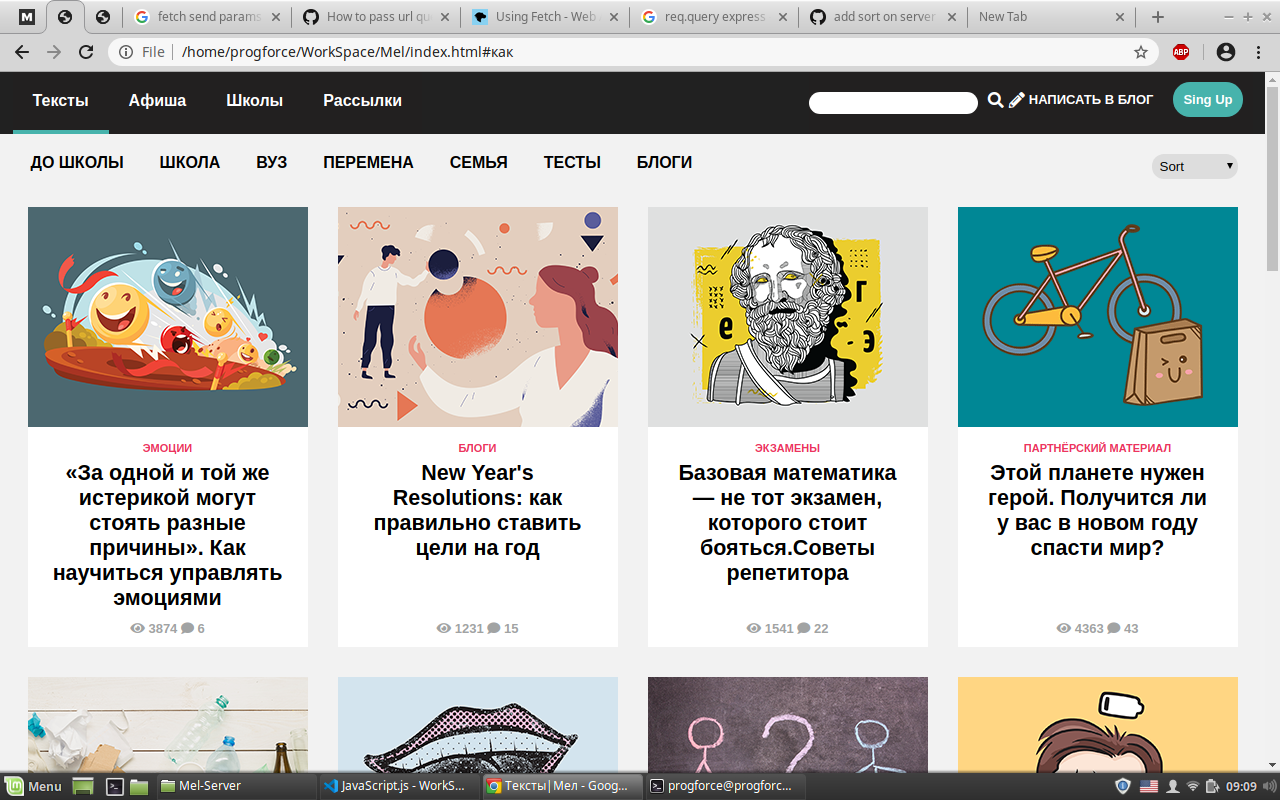 fetch send params
How to pass url qu
Using Fetch - Web
req.query express
add sort on server
New Tab
File
/home/progforce/WorkSpace/Mel/index.html#как
ABP
Тексты
Афиша
Школы
Рассылки
НАПИСАТЬ В БЛОГ
Sing Up
ДО ШКОЛЫ
ШКОЛА
ВУЗ
ПЕРЕМЕНА
СЕМЬЯ
ТЕСТЫ
БЛОГИ
Sort
ЭМОЦИИ
«За одной и той же
истерикой могут
стоять разные
причины». Как
научиться управлять
эмоциями
3874 6
БЛОГИ
New Year's
Resolutions: как
правильно ставить
цели на год
1231 15
е
г
э
ЭКЗАМЕНЫ
Базовая математика
— не тот экзамен,
которого стоит
бояться.Советы
репетитора
1541 22
ПАРТНЁРСКИЙ МАТЕРИАЛ
Этой планете нужен
герой. Получится ли
у вас в новом году
спасти мир?
4363 43
?
Menu
Mel-Server
JavaScript.js - WorkS...
Тексты| Мел - Goog...
progforce@progforc...
09:09